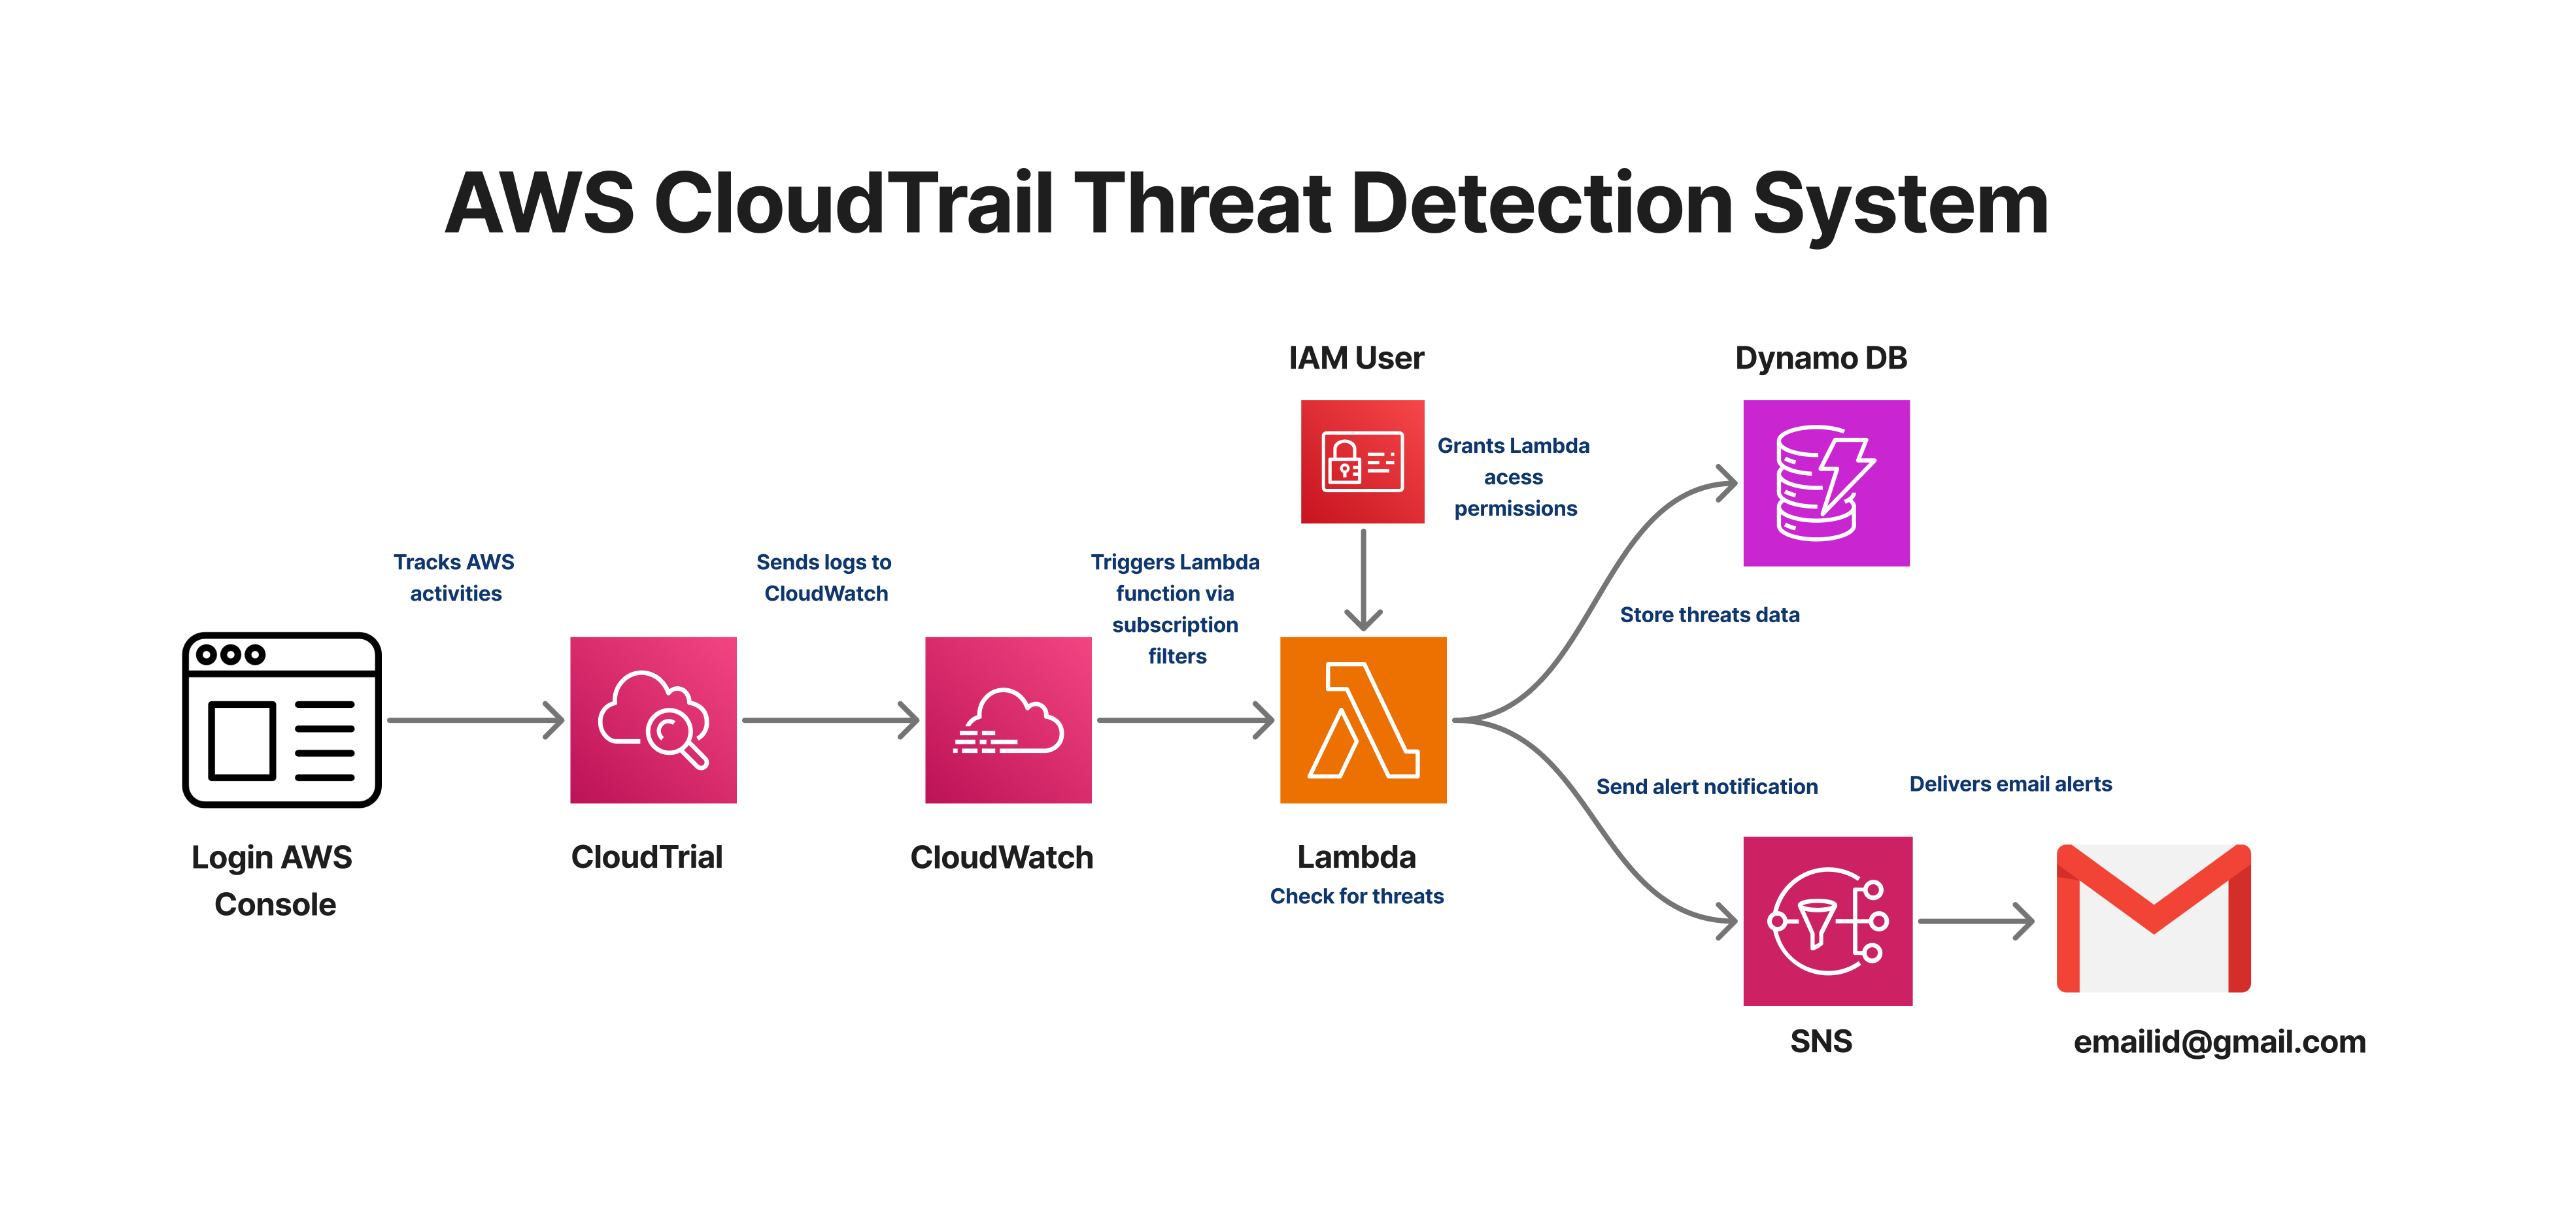 AWS CloudTrail Threat Detection System
IAM User
Dynamo DB
Grants Lambda
acess
permissions
Tracks AWS
activities
Sends logs to
CloudWatch
Triggers Lambda
function via
subscription
filters
Store threats data
Send alert notification
Delivers email alerts
Login AWS
Console
CloudTrial
CloudWatch
Lambda
Check for threats
SNS
emailid@gmail.com